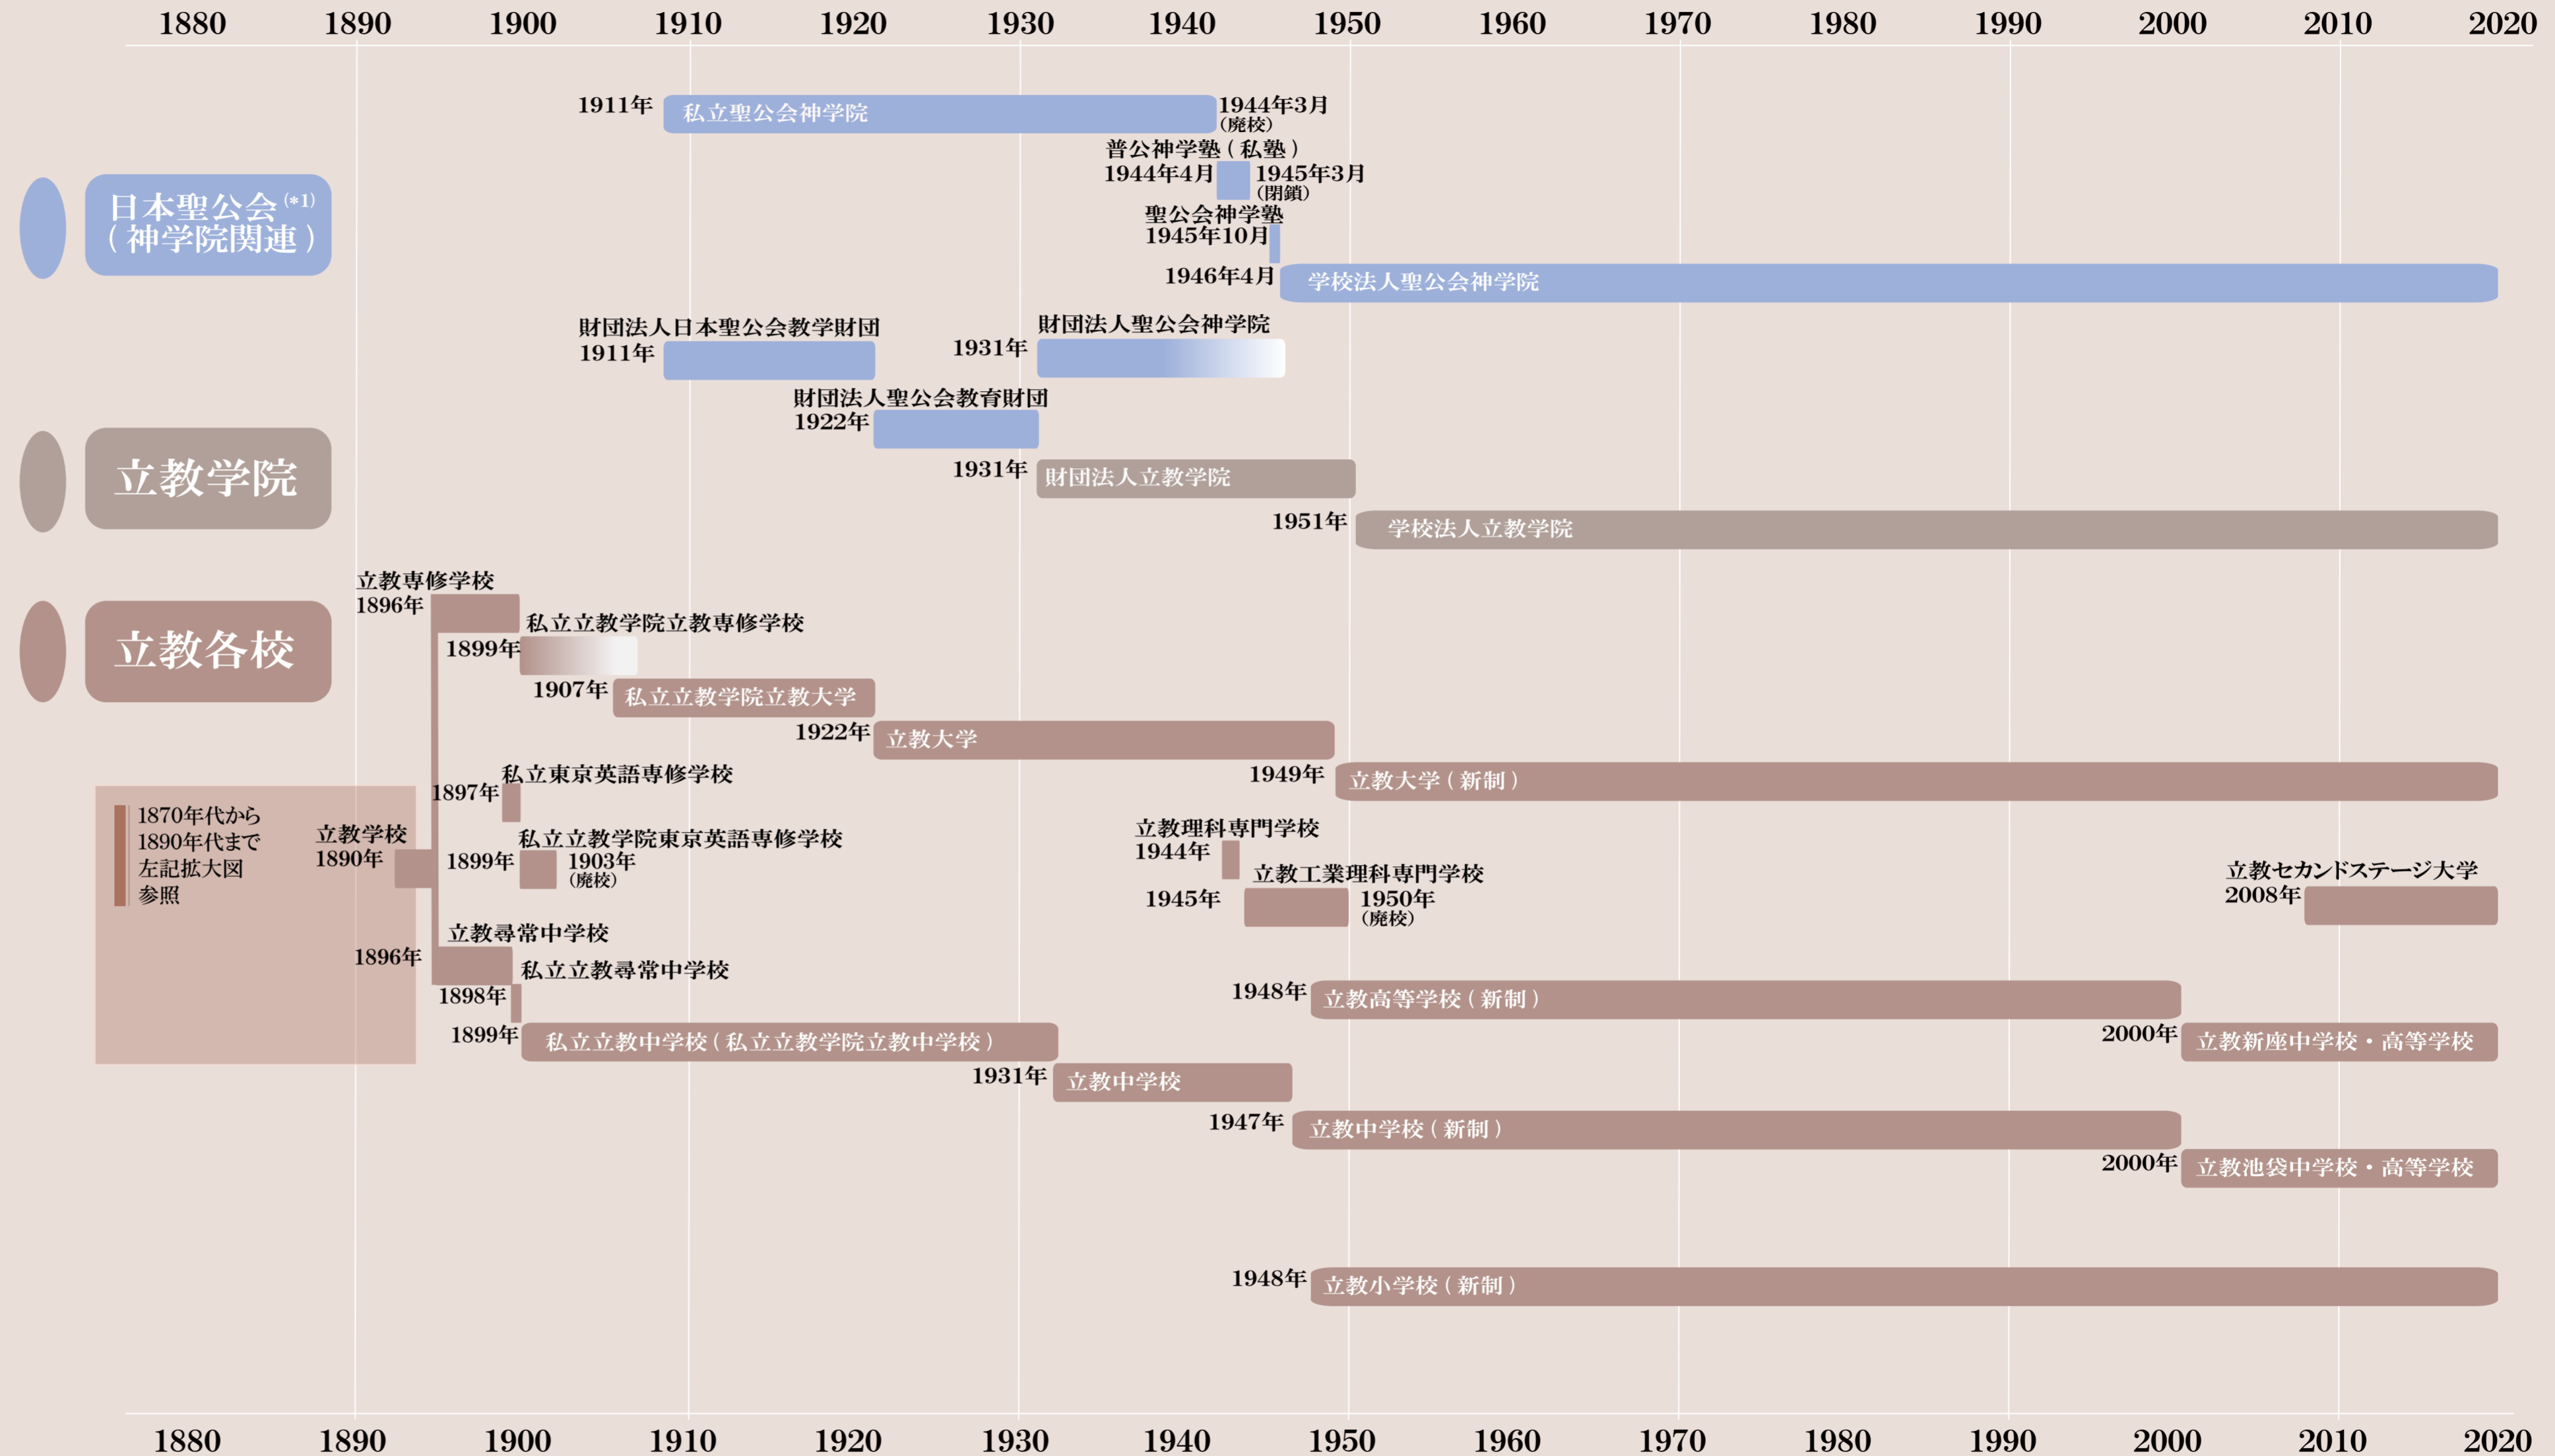 1880 1890 1900 1910 1920 1930 1940 1950 1960 1970 1980 1990 2000 2010 2020
1911年
私立聖公会神学院
1944年3月
(廃校)
普公神学塾(私塾)
1944年4月
1945年3月
(閉鎖)
日本聖公会(*1)
(神学院関連)
聖公会神学塾
1945年10月
1946年4月
学校法人聖公会神学院
財団法人日本聖公会教学財団
1911年
財団法人聖公会神学院
1931年
財団法人聖公会教育財団
1922年
立教学院
1931年
財団法人立教学院
1951年
学校法人立教学院
立教各校
立教専修学校
1896年
私立立教学院立教専修学校
1899年
1907年
私立立教学院立教大学
1922年
立教大学
1949年
立教大学(新制)
私立東京英語専修学校
1897年
1870年代から
1890年代まで
左記拡大図
参照
立教学校
1890年
私立立教学院東京英語専修学校
1899年
1903年
(廃校)
立教理科専門学校
1944年
立教工業理科専門学校
1945年
1950年
(廃校)
立教セカンドステージ大学
2008年
立教尋常中学校
1896年
私立立教尋常中学校
1898年
1948年
立教高等学校(新制)
1899年
私立立教中学校(私立立教学院立教中学校)
2000年
立教新座中学校・高等学校
1931年
立教中学校
1947年
立教中学校(新制)
2000年
立教池袋中学校・高等学校
1948年
立教小学校(新制)
1880 1890 1900 1910 1920 1930 1940 1950 1960 1970 1980 1990 2000 2010 2020